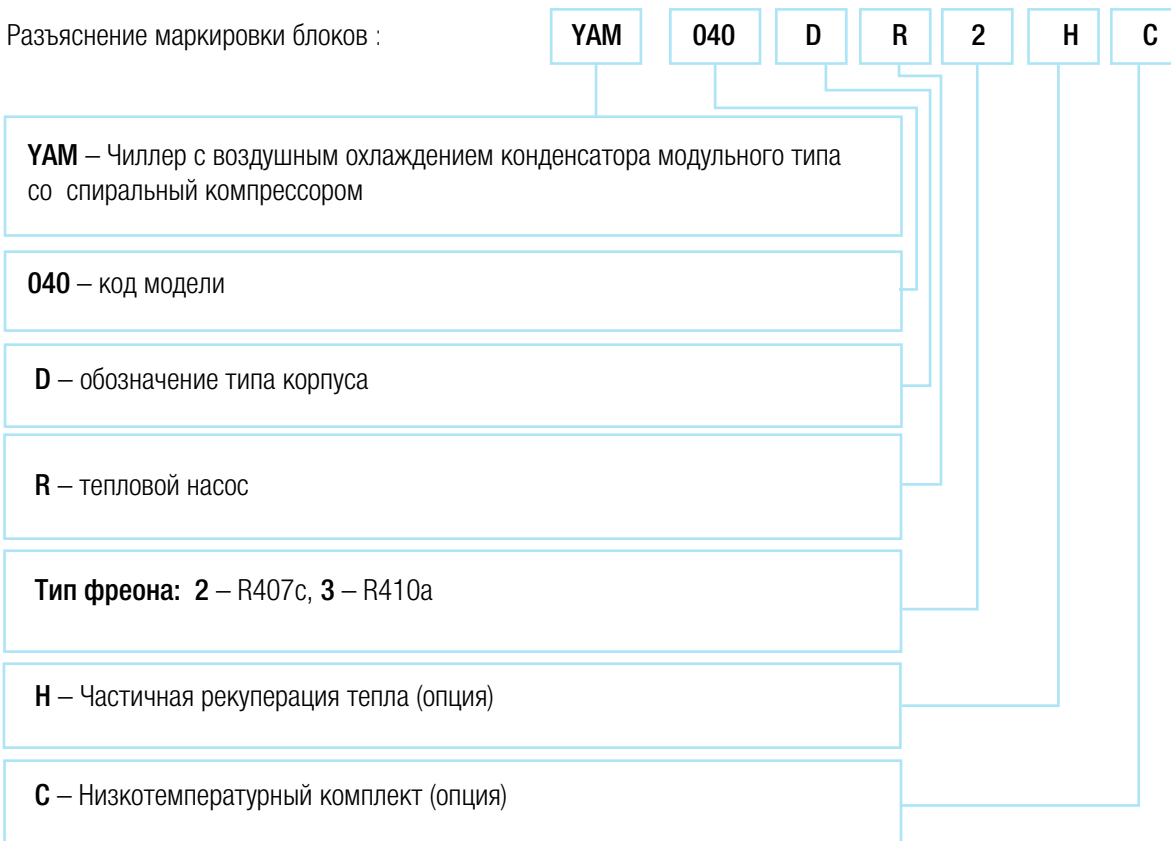 Разъяснение маркировки блоков :
YAM 040 D R 2 H C
YAM – Чиллер с воздушным охлаждением конденсатора модульного типа
со спиральный компрессором
040 – код модели
D – обозначение типа корпуса
R – тепловой насос
Тип фреона: 2 – R407c, 3 – R410a
H – Частичная рекуперация тепла (опция)
C – Низкотемпературный комплект (опция)